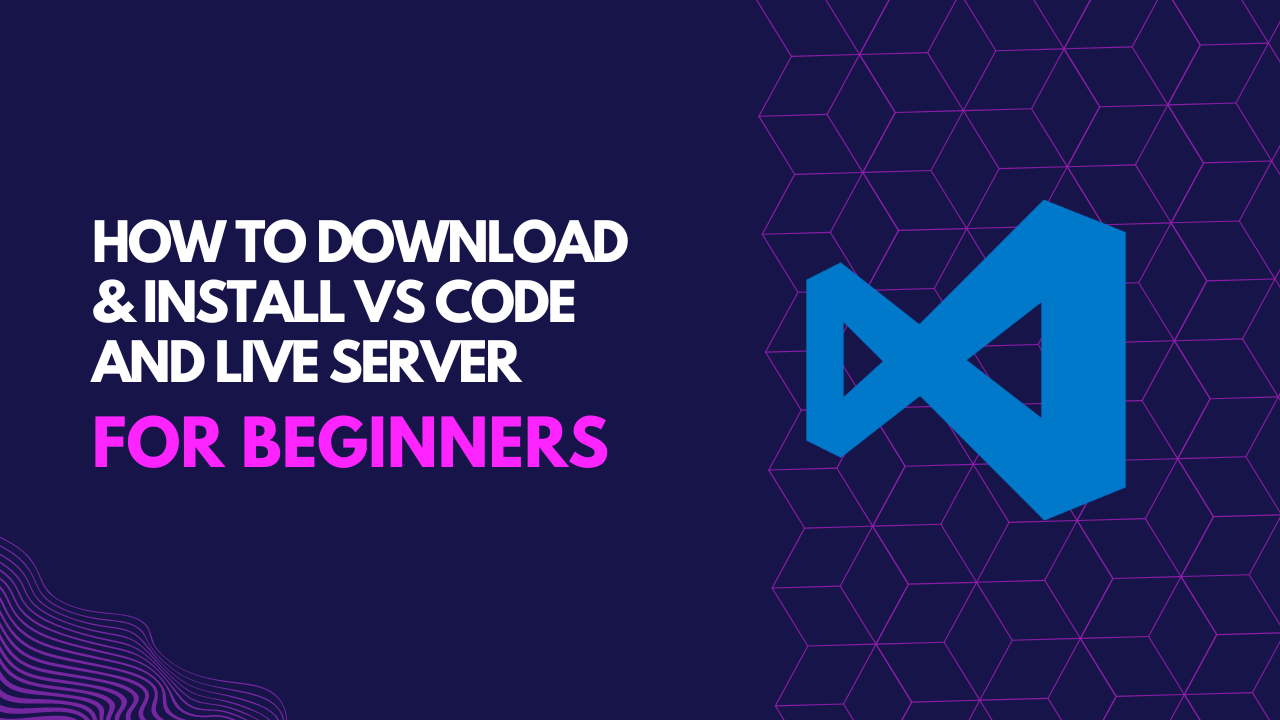 HOW TO DOWNLOAD
& INSTALL VS CODE
AND LIVE SERVER
FOR BEGINNERS